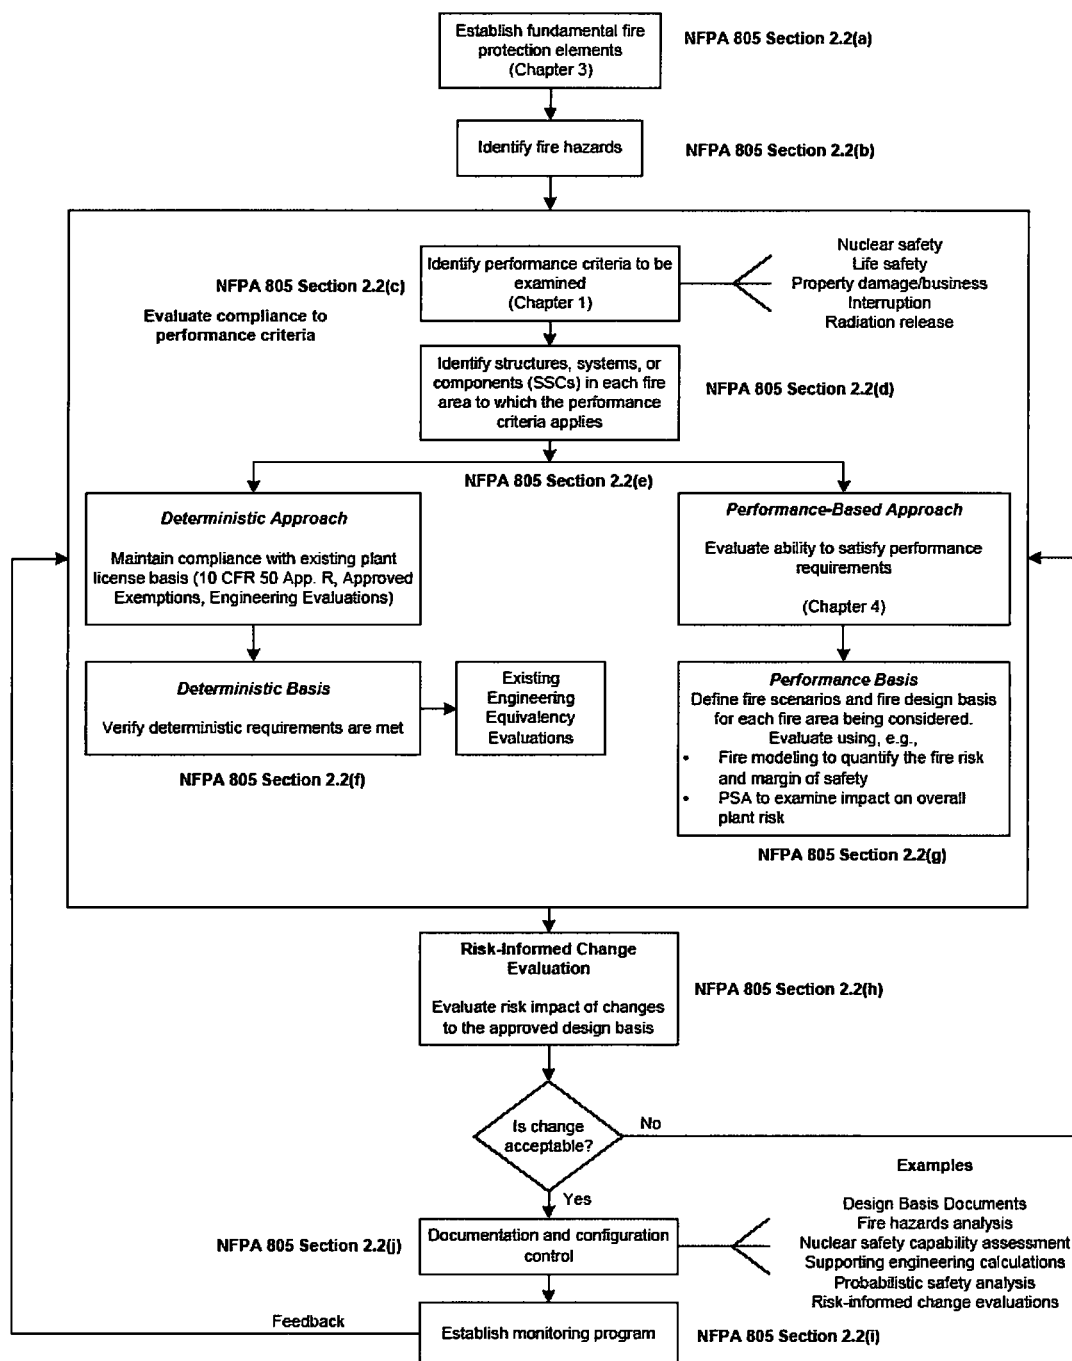 Establish fundamental fire
protection elements
(Chapter 3)
NFPA 805 Section 2.2(a)
Identify fire hazards
NFPA 805 Section 2.2(b)
Identify performance criteria to be
examined
(Chapter 1)
NFPA 805 Section 2.2(c)
Evaluate compliance to
performance criteria
Nuclear safety
Life safety
Property damage/business
Interruption
Radiation release
Identify structures, systems, or
components (SSCs) in each fire
area to which the performance
criteria applies
NFPA 805 Section 2.2(d)
NFPA 805 Section 2.2(e)
Deterministic Approach
Maintain compliance with existing plant
license basis (10 CFR 50 App. R, Approved
Exemptions, Engineering Evaluations)
Performance-Based Approach
Evaluate ability to satisfy performance
requirements
(Chapter 4)
Deterministic Basis
Verify deterministic requirements are met
NFPA 805 Section 2.2(f)
Existing
Engineering
Equivalency
Evaluations
Performance Basis
Define fire scenarios and fire design basis
for each fire area being considered.
Evaluate using, e.g.,
• Fire modeling to quantify the fire risk
and margin of safety
• PSA to examine impact on overall
plant risk
NFPA 805 Section 2.2(g)
Risk-Informed Change
Evaluation
Evaluate risk impact of changes
to the approved design basis
NFPA 805 Section 2.2(h)
Is change
acceptable?
No
Yes
Examples
Design Basis Documents
Fire hazards analysis
Nuclear safety capability assessment
Supporting engineering calculations
Probabilistic safety analysis
Risk-informed change evaluations
NFPA 805 Section 2.2(j)
Documentation and configuration
control
Feedback
Establish monitoring program
NFPA 805 Section 2.2(i)